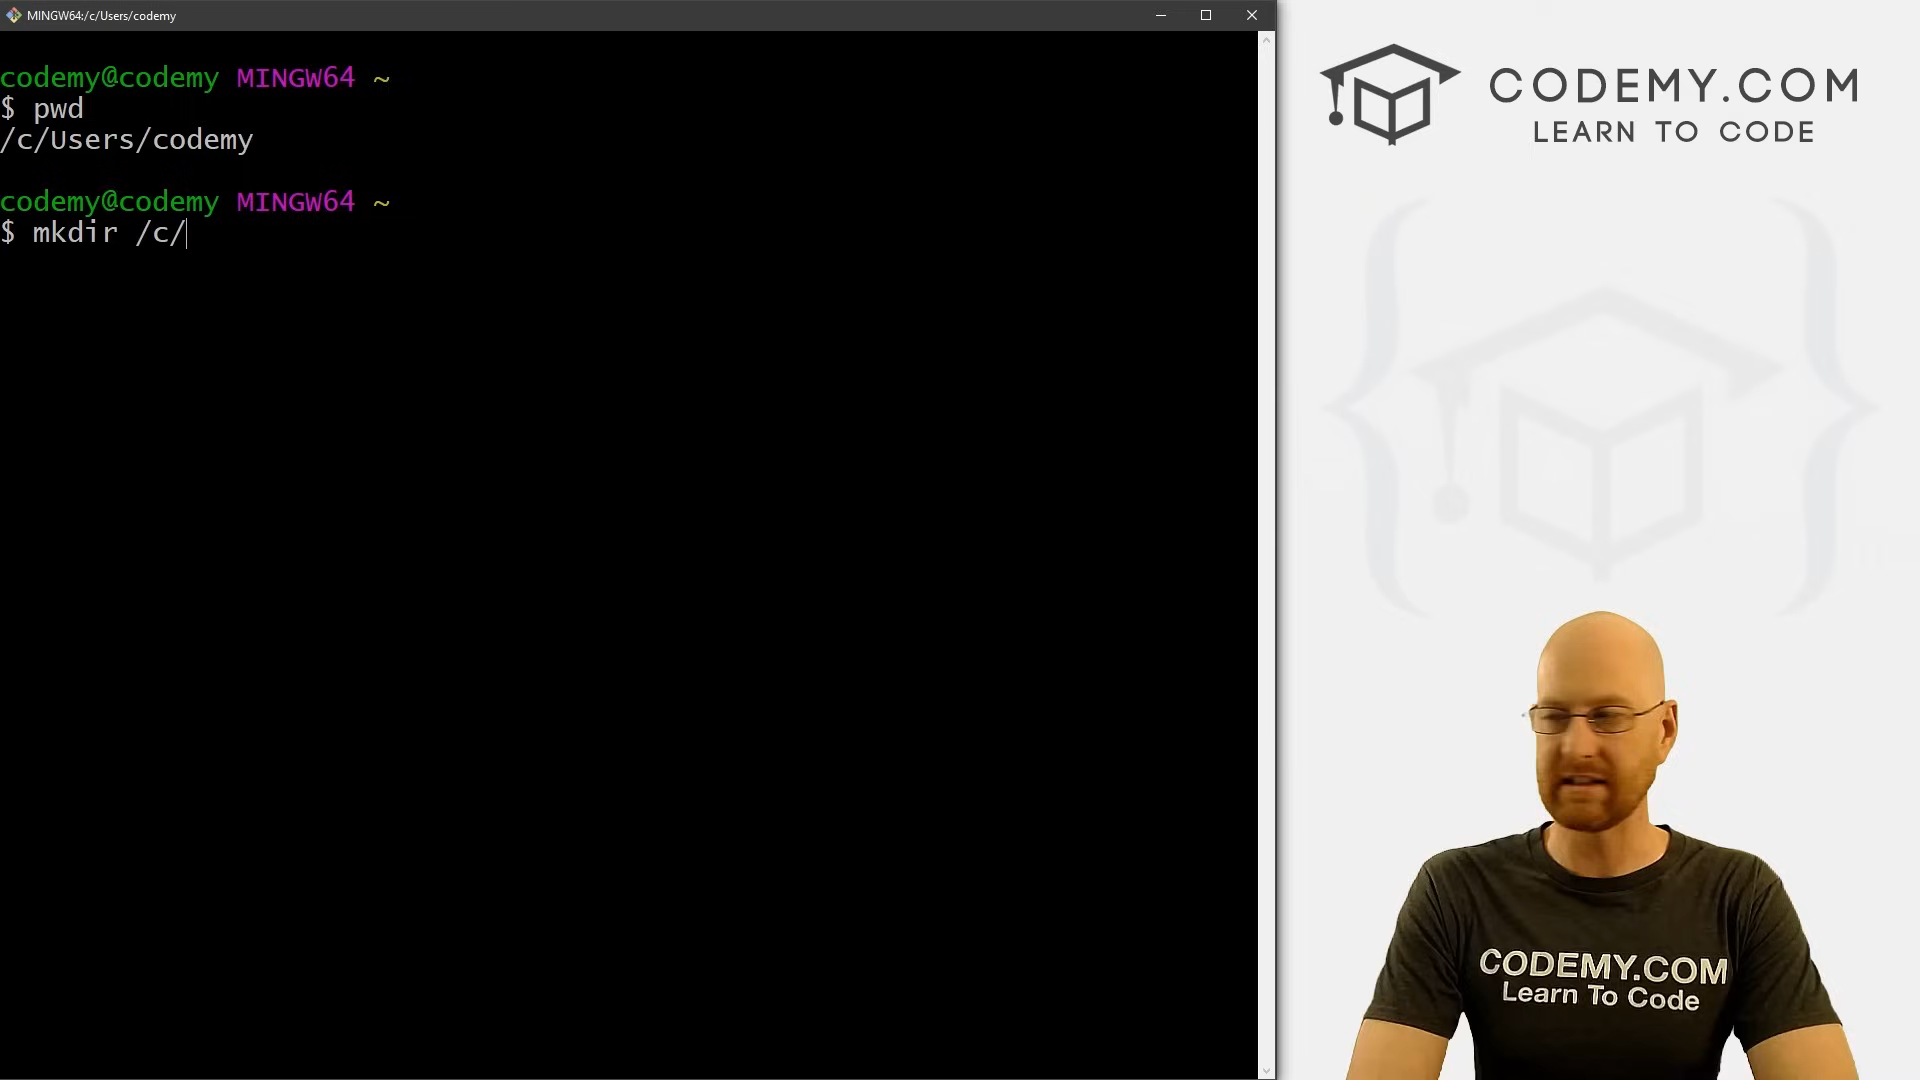 MINGW64:/c/Users/codemy
codemy@codemy MINGW64 ~
$ pwd
/c/Users/codemy
codemy@codemy MINGW64 ~
$ mkdir /c/
CODEMY.COM
LEARN TO CODE
CODEMY.COM
Learn To Code